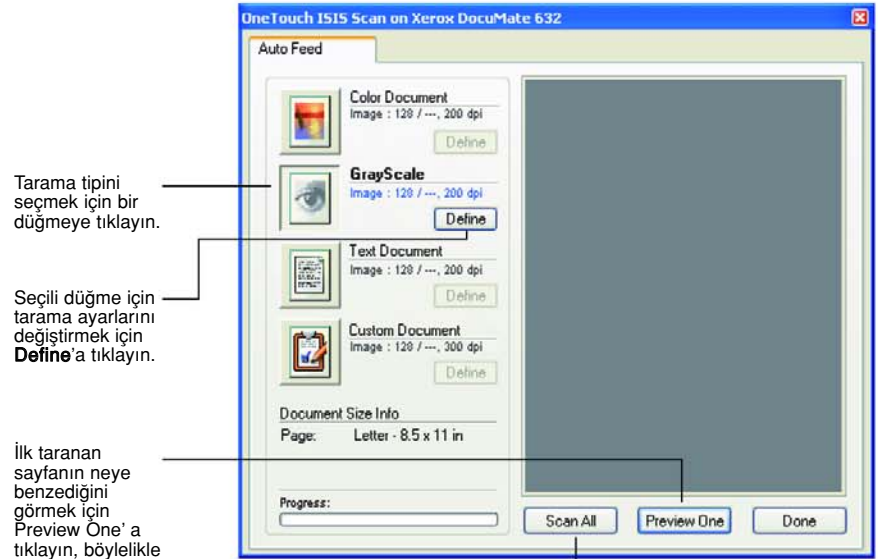 OneTouch ISIS Scan on Xerox DocuMate 632
Auto Feed
Color Document
Image : 128 / ---, 200 dpi
Define
GrayScale
Image : 128 / ---, 200 dpi
Define
Text Document
Image : 128 / ---, 200 dpi
Define
Custom Document
Image : 128 / ---, 300 dpi
Define
Document Size Info
Page: Letter - 8.5 x 11 in
Progress:
Scan All Preview One Done
Tarama tipini
seçmek için bir
düğmeye tıklayın.
Seçili düğme için
tarama ayarlarını
değiştirmek için
Define’a tıklayın.
İlk taranan
sayfanın neye
benzediğini
görmek için
Preview One’ a
tıklayın, böylelikle